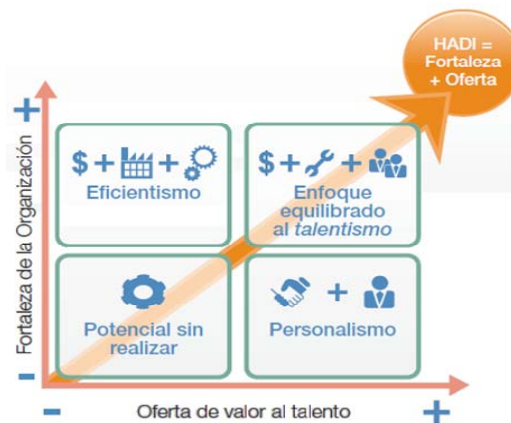 HADI =
Fortaleza
+ Oferta
+
Fortaleza de la Organización
-
$ + +
Eficientismo
$ + +
Enfoque
equilibrado
al talentismo
Potencial sin
realizar
+
Personalismo
- Oferta de valor al talento +